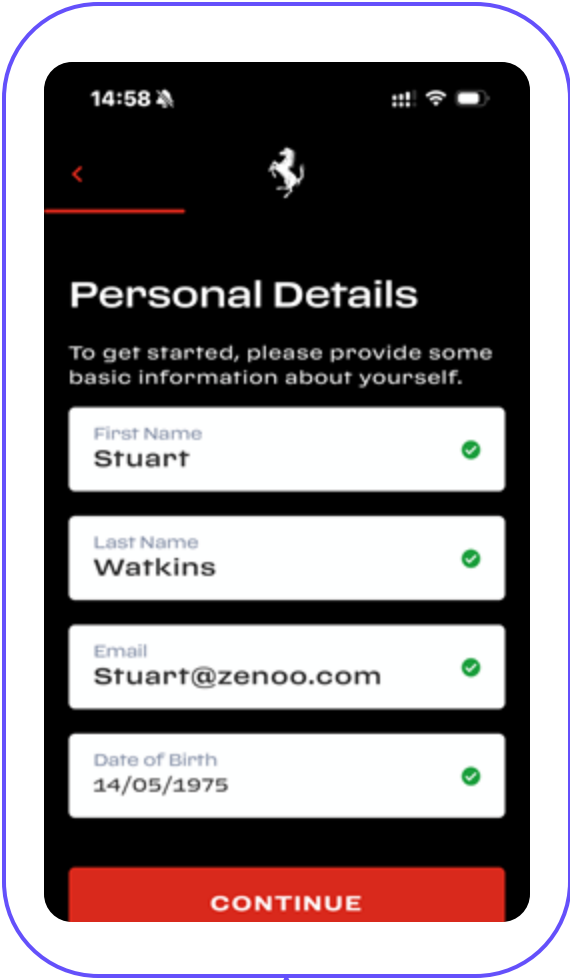 14:58
Personal Details
To get started, please provide some
basic information about yourself.
First Name
Stuart
Last Name
Watkins
Email
Stuart@zenoo.com
Date of Birth
14/05/1975
CONTINUE